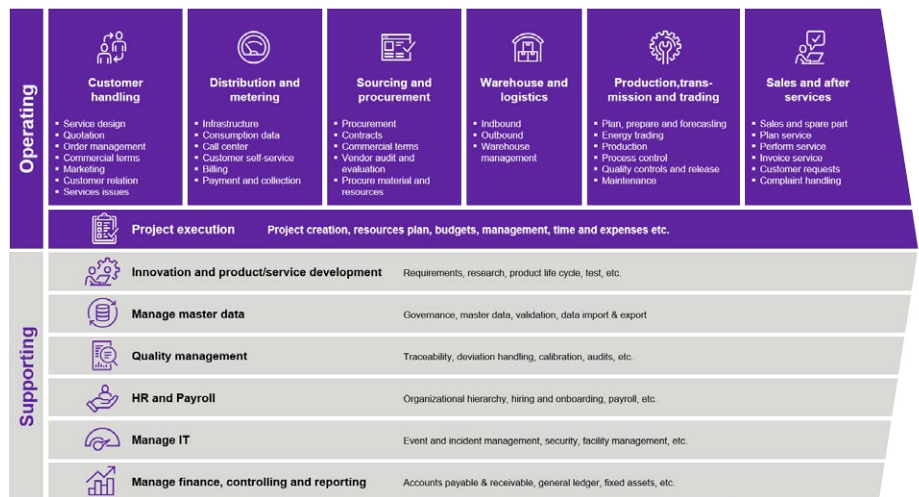 Operating
Customer
handling
▪ Service design
▪ Quotation
▪ Order management
▪ Commercial terms
▪ Marketing
▪ Customer relation
▪ Services issues
Distribution and
metering
▪ Infrastructure
▪ Consumption data
▪ Call center
▪ Customer self-service
▪ Billing
▪ Payment and collection
Sourcing and
procurement
▪ Procurement
▪ Contracts
▪ Commercial terms
▪ Vendor audit and
evaluation
▪ Procure material and
resources
Warehouse and
logistics
▪ Indbound
▪ Outbound
▪ Warehouse
management
Production,trans-
mission and trading
▪ Plan, prepare and forecasting
▪ Energy trading
▪ Production
▪ Process control
▪ Quality controls and release
▪ Maintenance
Sales and after
services
▪ Sales and spare part
▪ Plan service
▪ Perform service
▪ Invoice service
▪ Customer requests
▪ Complaint handling
Project execution Project creation, resources plan, budgets, management, time and expenses etc.
Supporting
Innovation and product/service development Requirements, research, product life cycle, test, etc.
Manage master data Governance, master data, validation, data import & export
Quality management Traceability, deviation handling, calibration, audits, etc.
HR and Payroll Organizational hierarchy, hiring and onboarding, payroll, etc.
Manage IT Event and incident management, security, facility management, etc.
Manage finance, controlling and reporting Accounts payable & receivable, general ledger, fixed assets, etc.